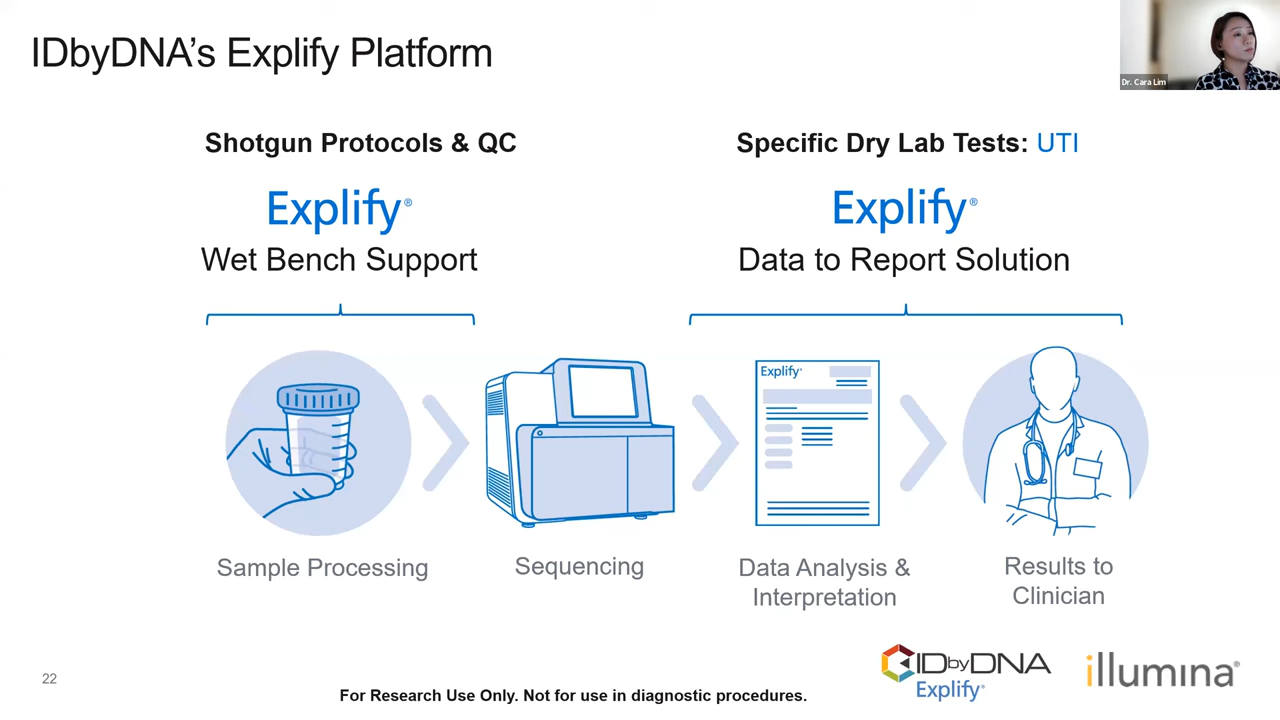 IDbyDNA's Explify Platform
Dr. Cara Lim
Shotgun Protocols & QC
Explify®
Wet Bench Support
Specific Dry Lab Tests: UTI
Explify®
Data to Report Solution
Explify®
Sample Processing
Sequencing
Data Analysis &
Interpretation
Results to
Clinician
22
For Research Use Only. Not for use in diagnostic procedures.
IDbyDNA
Explify®
illumina®